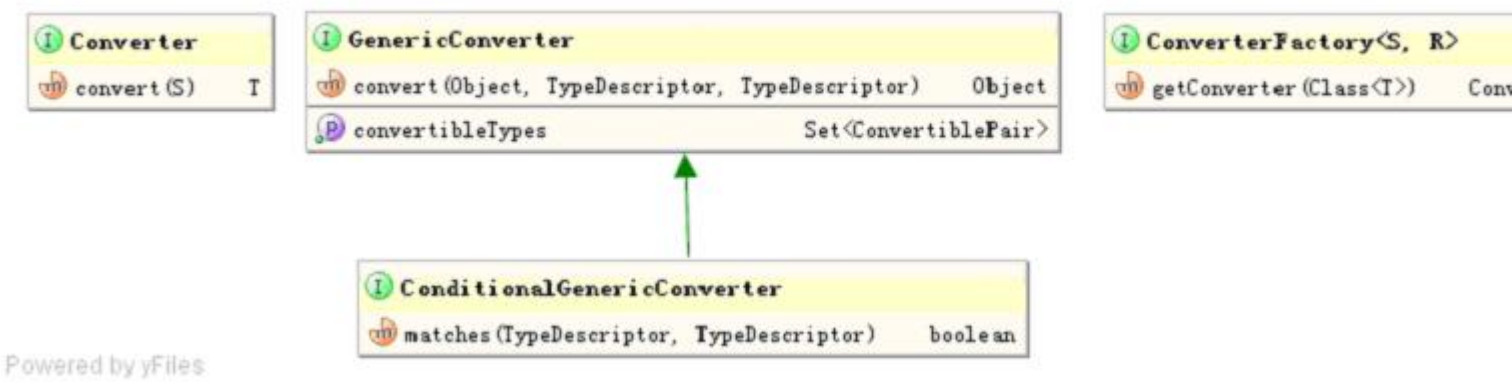 Converter
convert(S) T
GenericConverter
convert(Object, TypeDescriptor, TypeDescriptor) Object
convertibleTypes Set<ConvertiblePair>
ConverterFactory<S, R>
getConverter(Class<T>) Conv
ConditionalGenericConverter
matches(TypeDescriptor, TypeDescriptor) boolean
Powered by yFiles